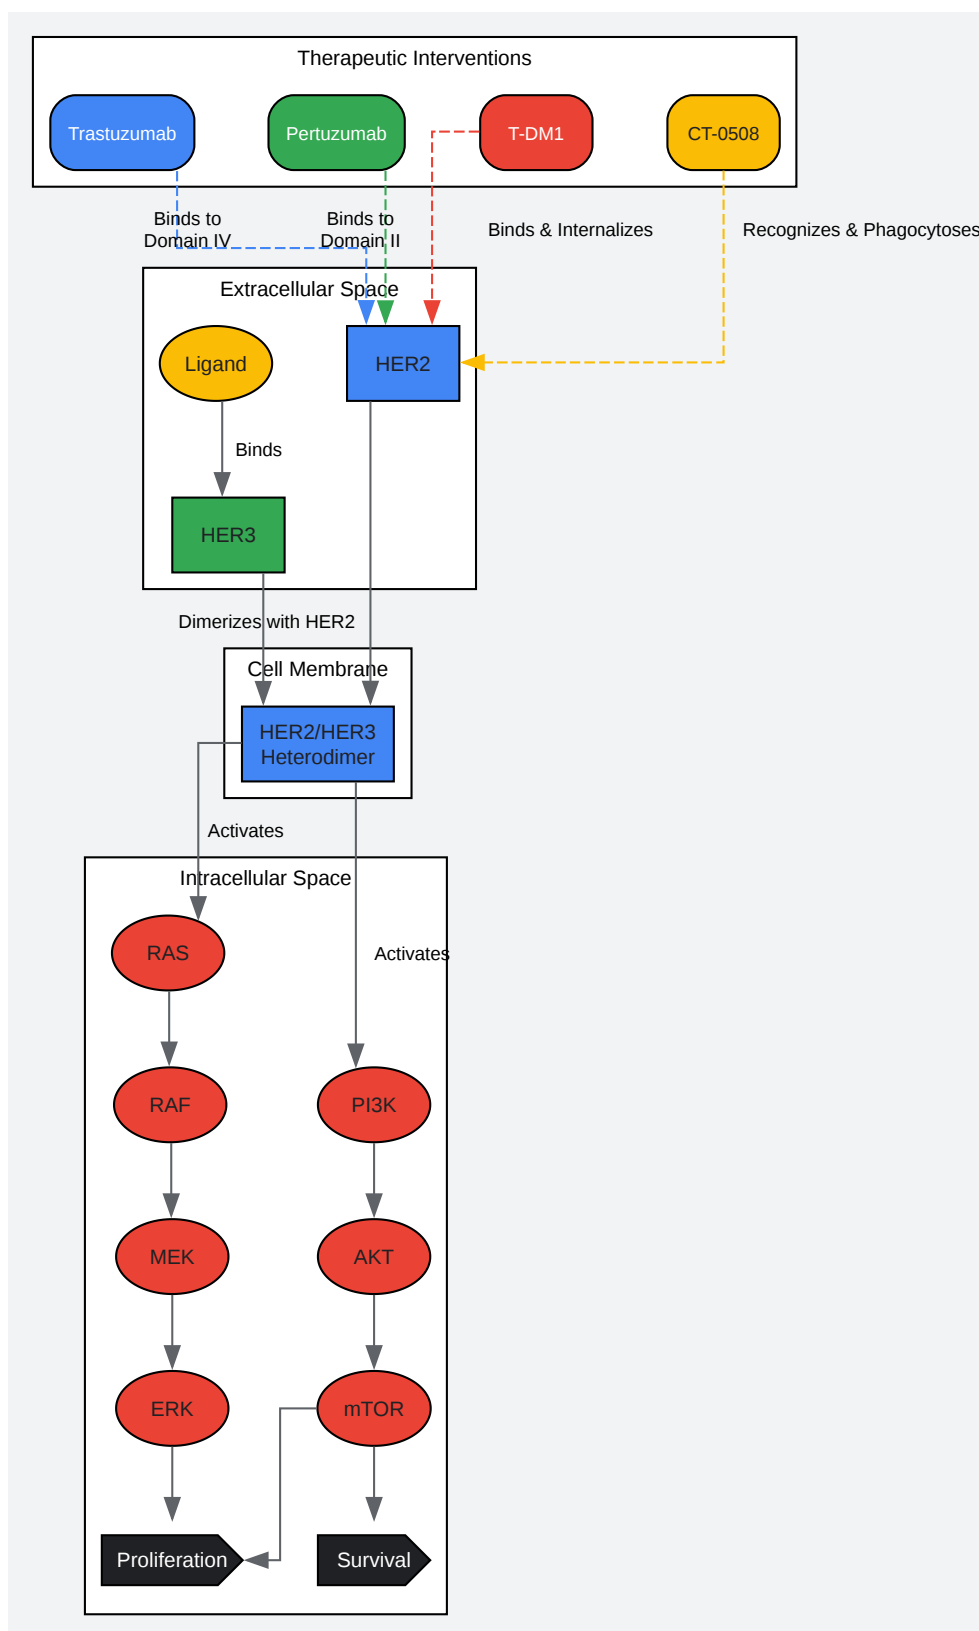 Therapeutic Interventions
Trastuzumab
Pertuzumab
T-DM1
CT-0508
Binds to
Domain IV
Binds to
Domain II
Binds & Internalizes
Recognizes & Phagocytoses
Extracellular Space
Ligand
HER2
Binds
HER3
Dimerizes with HER2
Cell Membrane
HER2/HER3
Heterodimer
Activates
Intracellular Space
RAS
Activates
RAF
PI3K
MEK
AKT
ERK
mTOR
Proliferation
Survival